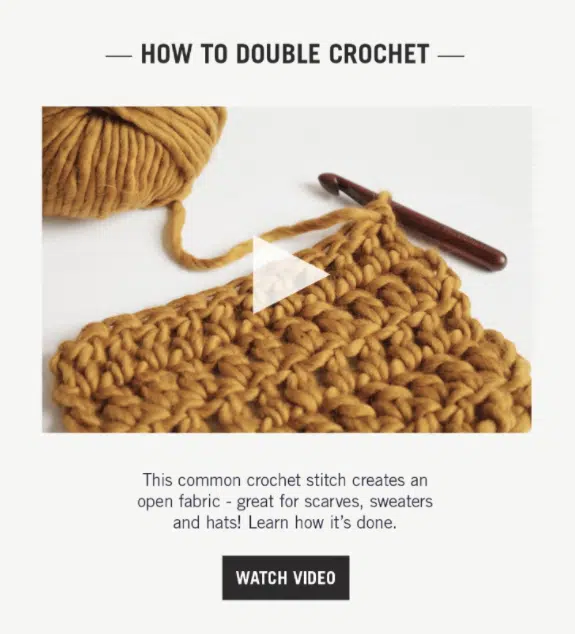 — HOW TO DOUBLE CROCHET —
This common crochet stitch creates an
open fabric - great for scarves, sweaters
and hats! Learn how it's done.
WATCH VIDEO